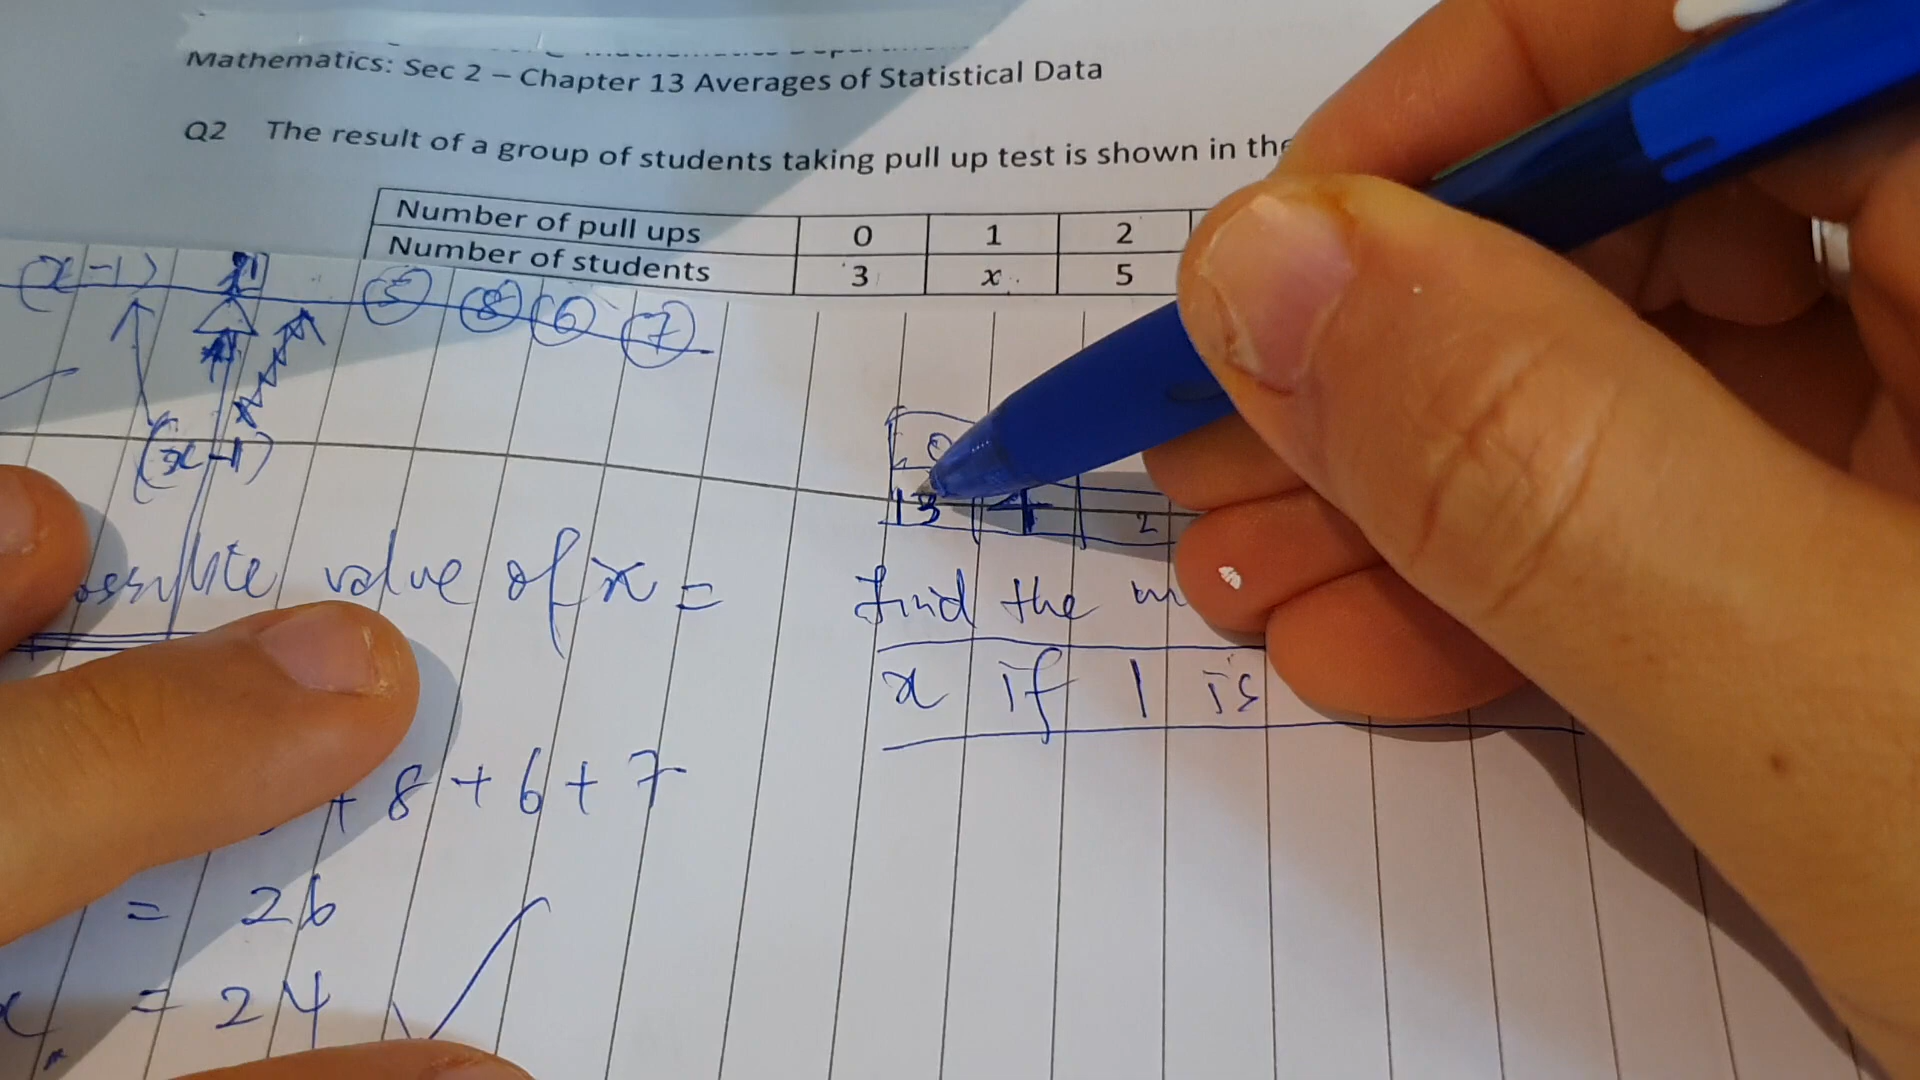 Mathematics: Sec 2 – Chapter 13 Averages of Statistical Data
Q2 The result of a group of students taking pull up test is shown in the
Number of pull ups 0 1 2
Number of students 3 x 5
(x-1) 5 8 6 7
(x-1)
13 4 2
value of x =
find the
x if 1 is
+ 8 + 6 + 7
= 26
x = 24